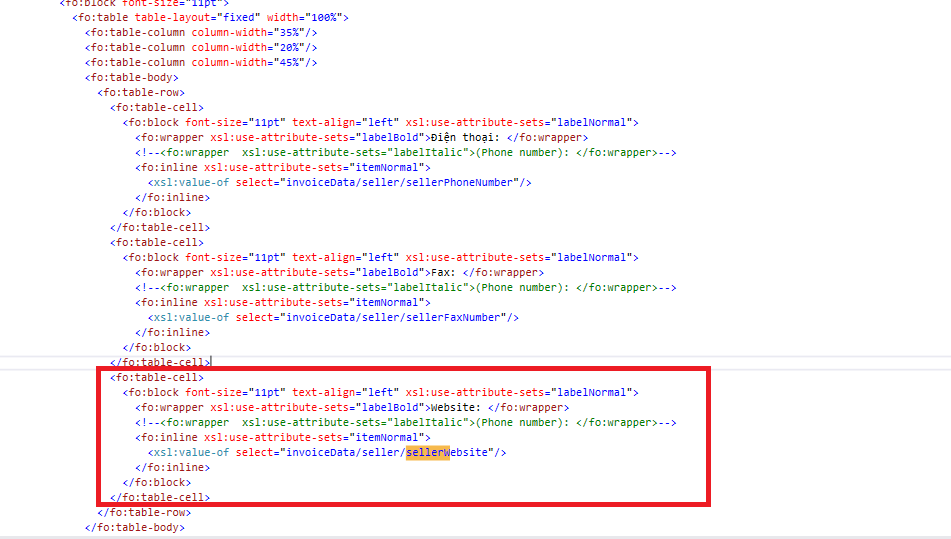 <fo:block font-size="11pt">
<fo:table table-layout="fixed" width="100%">
<fo:table-column column-width="35%"/>
<fo:table-column column-width="20%"/>
<fo:table-column column-width="45%"/>
<fo:table-body>
<fo:table-row>
<fo:table-cell>
<fo:block font-size="11pt" text-align="left" xsl:use-attribute-sets="labelNormal">
<fo:wrapper xsl:use-attribute-sets="labelBold">Điện thoại: </fo:wrapper>
<!--<fo:wrapper  xsl:use-attribute-sets="labelItalic">(Phone number): </fo:wrapper>-->
<fo:inline xsl:use-attribute-sets="itemNormal">
<xsl:value-of select="invoiceData/seller/sellerPhoneNumber"/>
</fo:inline>
</fo:block>
</fo:table-cell>
<fo:table-cell>
<fo:block font-size="11pt" text-align="left" xsl:use-attribute-sets="labelNormal">
<fo:wrapper xsl:use-attribute-sets="labelBold">Fax: </fo:wrapper>
<!--<fo:wrapper  xsl:use-attribute-sets="labelItalic">(Phone number): </fo:wrapper>-->
<fo:inline xsl:use-attribute-sets="itemNormal">
<xsl:value-of select="invoiceData/seller/sellerFaxNumber"/>
</fo:inline>
</fo:block>
</fo:table-cell>
<fo:table-cell>
<fo:block font-size="11pt" text-align="left" xsl:use-attribute-sets="labelNormal">
<fo:wrapper xsl:use-attribute-sets="labelBold">Website: </fo:wrapper>
<!--<fo:wrapper  xsl:use-attribute-sets="labelItalic">(Phone number): </fo:wrapper>-->
<fo:inline xsl:use-attribute-sets="itemNormal">
<xsl:value-of select="invoiceData/seller/sellerWebsite"/>
</fo:inline>
</fo:block>
</fo:table-cell>
</fo:table-row>
</fo:table-body>